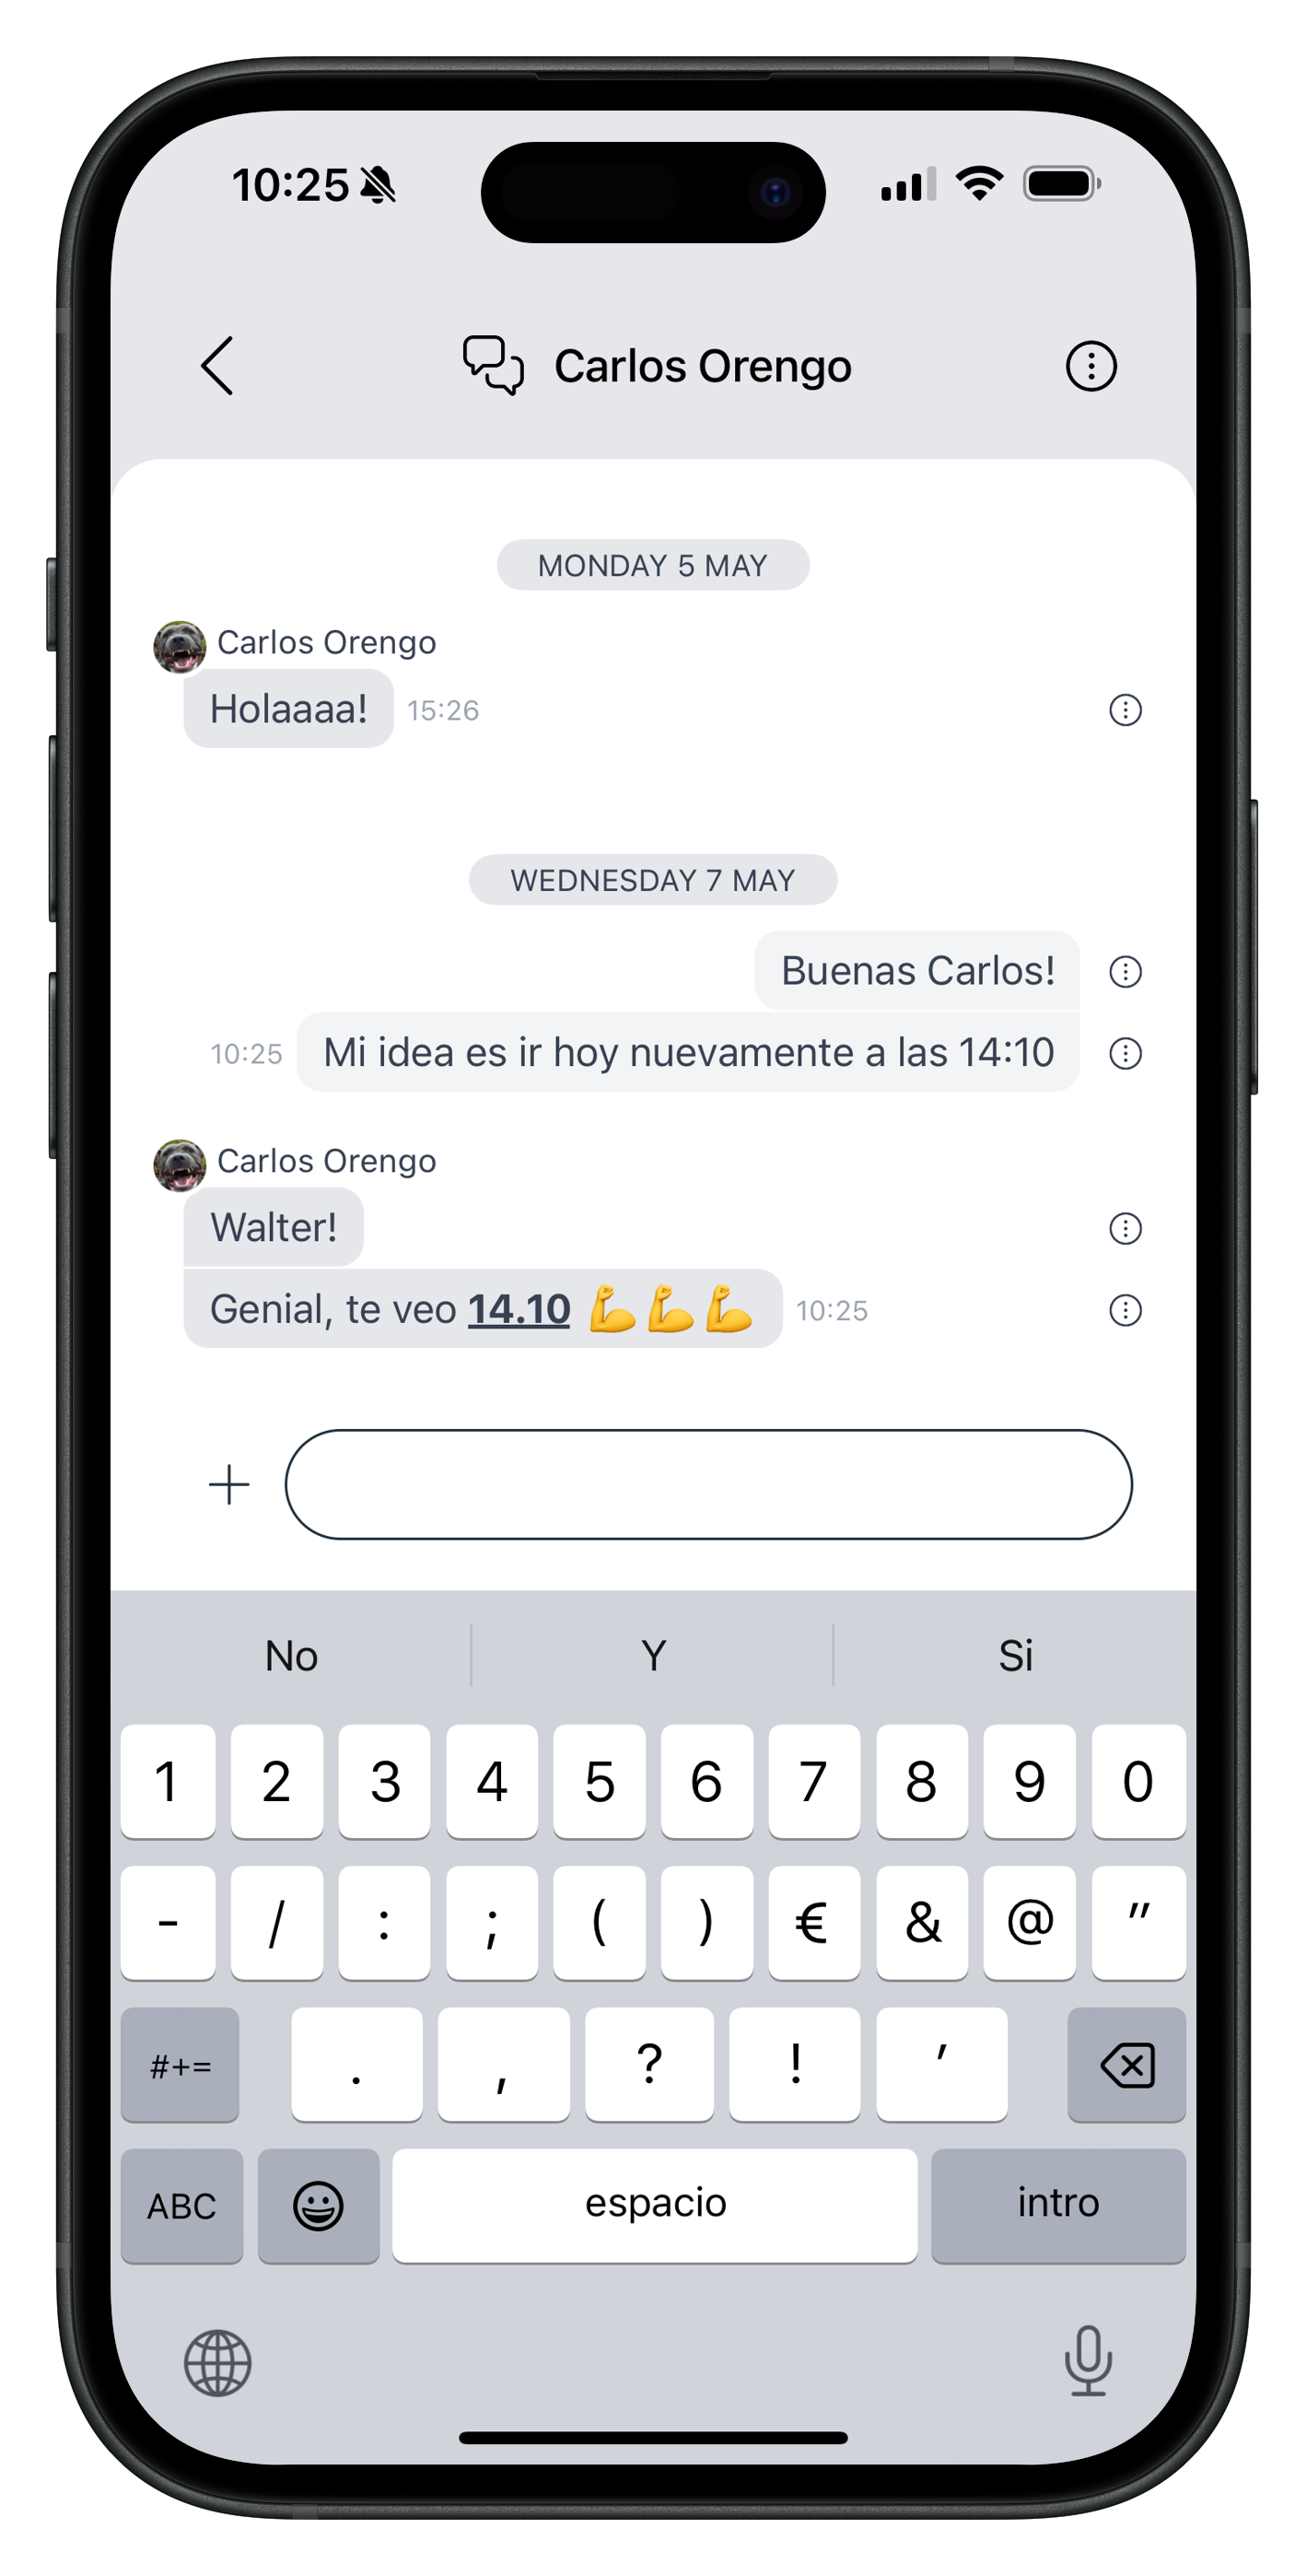 10:25
Carlos Orengo
MONDAY 5 MAY
Carlos Orengo
Holaaaa! 15:26
WEDNESDAY 7 MAY
Buenas Carlos!
10:25 Mi idea es ir hoy nuevamente a las 14:10
Carlos Orengo
Walter!
Genial, te veo 14.10 💪💪💪 10:25
No Y Si
1 2 3 4 5 6 7 8 9 0
- / : ; ( ) € & @ "
#+= . , ? ! '
ABC espacio intro